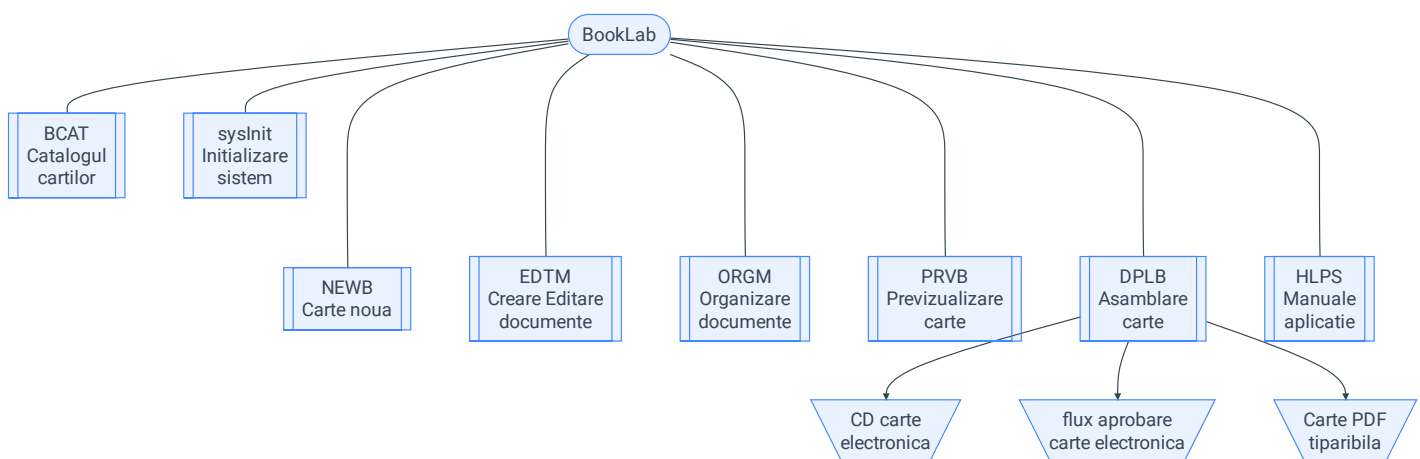 BookLab
BCAT
Catalogul
cartilor
sysInit
Initializare
sistem
NEWB
Carte noua
EDTM
Creare Editare
documente
ORGM
Organizare
documente
PRVB
Previzualizare
carte
DPLB
Asamblare
carte
HLPS
Manuale
aplicatie
CD carte
electronica
flux aprobare
carte electronica
Carte PDF
tiparibila